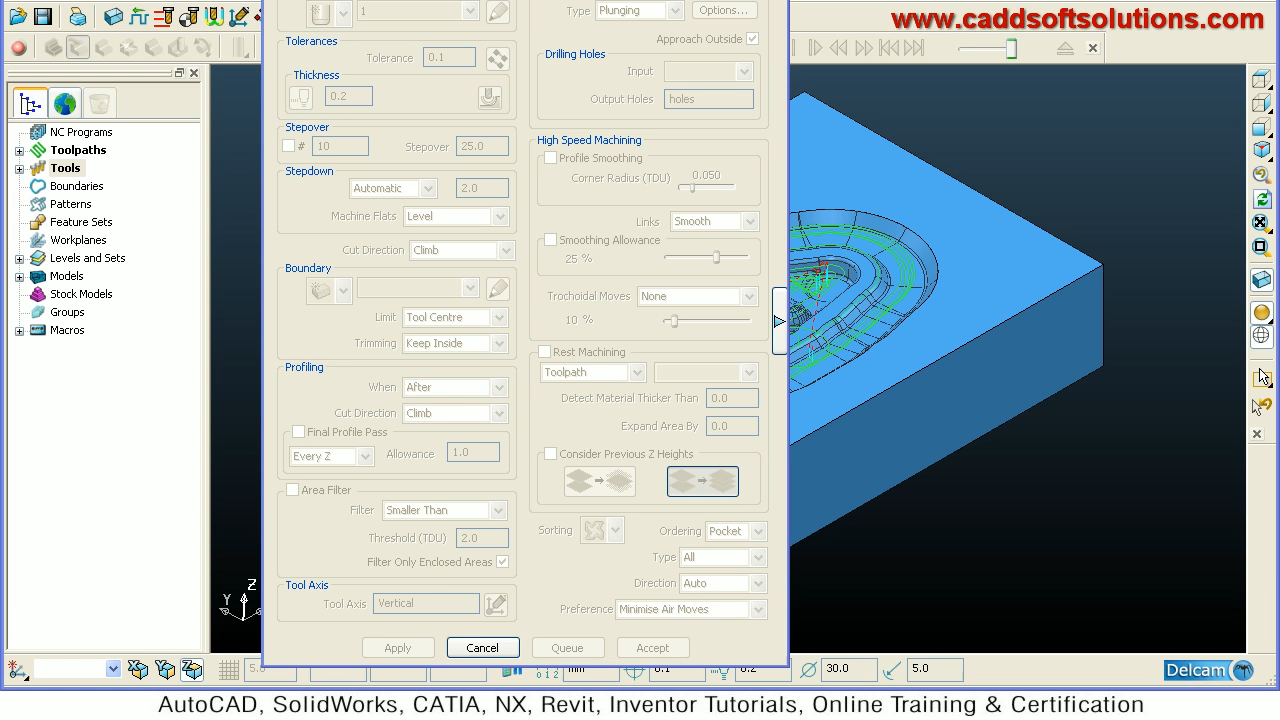 www.caddsoftsolutions.com
1
Type Plunging Options...
Approach Outside
Tolerances
Tolerance 0.1
Thickness
0.2
Drilling Holes
Input
Output Holes holes
Stepover
# 10 Stepover 25.0
Stepdown
Automatic 2.0
Machine Flats Level
Cut Direction Climb
Boundary
Limit Tool Centre
Trimming Keep Inside
Profiling
When After
Cut Direction Climb
Final Profile Pass
Every Z Allowance 1.0
Area Filter
Filter Smaller Than
Threshold (TDU) 2.0
Filter Only Enclosed Areas
Tool Axis
Tool Axis Vertical
High Speed Machining
Profile Smoothing
Corner Radius (TDU) 0.050
Links Smooth
Smoothing Allowance
25 %
Trochoidal Moves None
10 %
Rest Machining
Toolpath
Detect Material Thicker Than 0.0
Expand Area By 0.0
Consider Previous Z Heights
Sorting Ordering Pocket
Type All
Direction Auto
Preference Minimise Air Moves
Apply Cancel Queue Accept
NC Programs
Toolpaths
Tools
Boundaries
Patterns
Feature Sets
Workplanes
Levels and Sets
Models
Stock Models
Groups
Macros
Z
Y
30.0 5.0
Delcam
AutoCAD, SolidWorks, CATIA, NX, Revit, Inventor Tutorials, Online Training & Certification